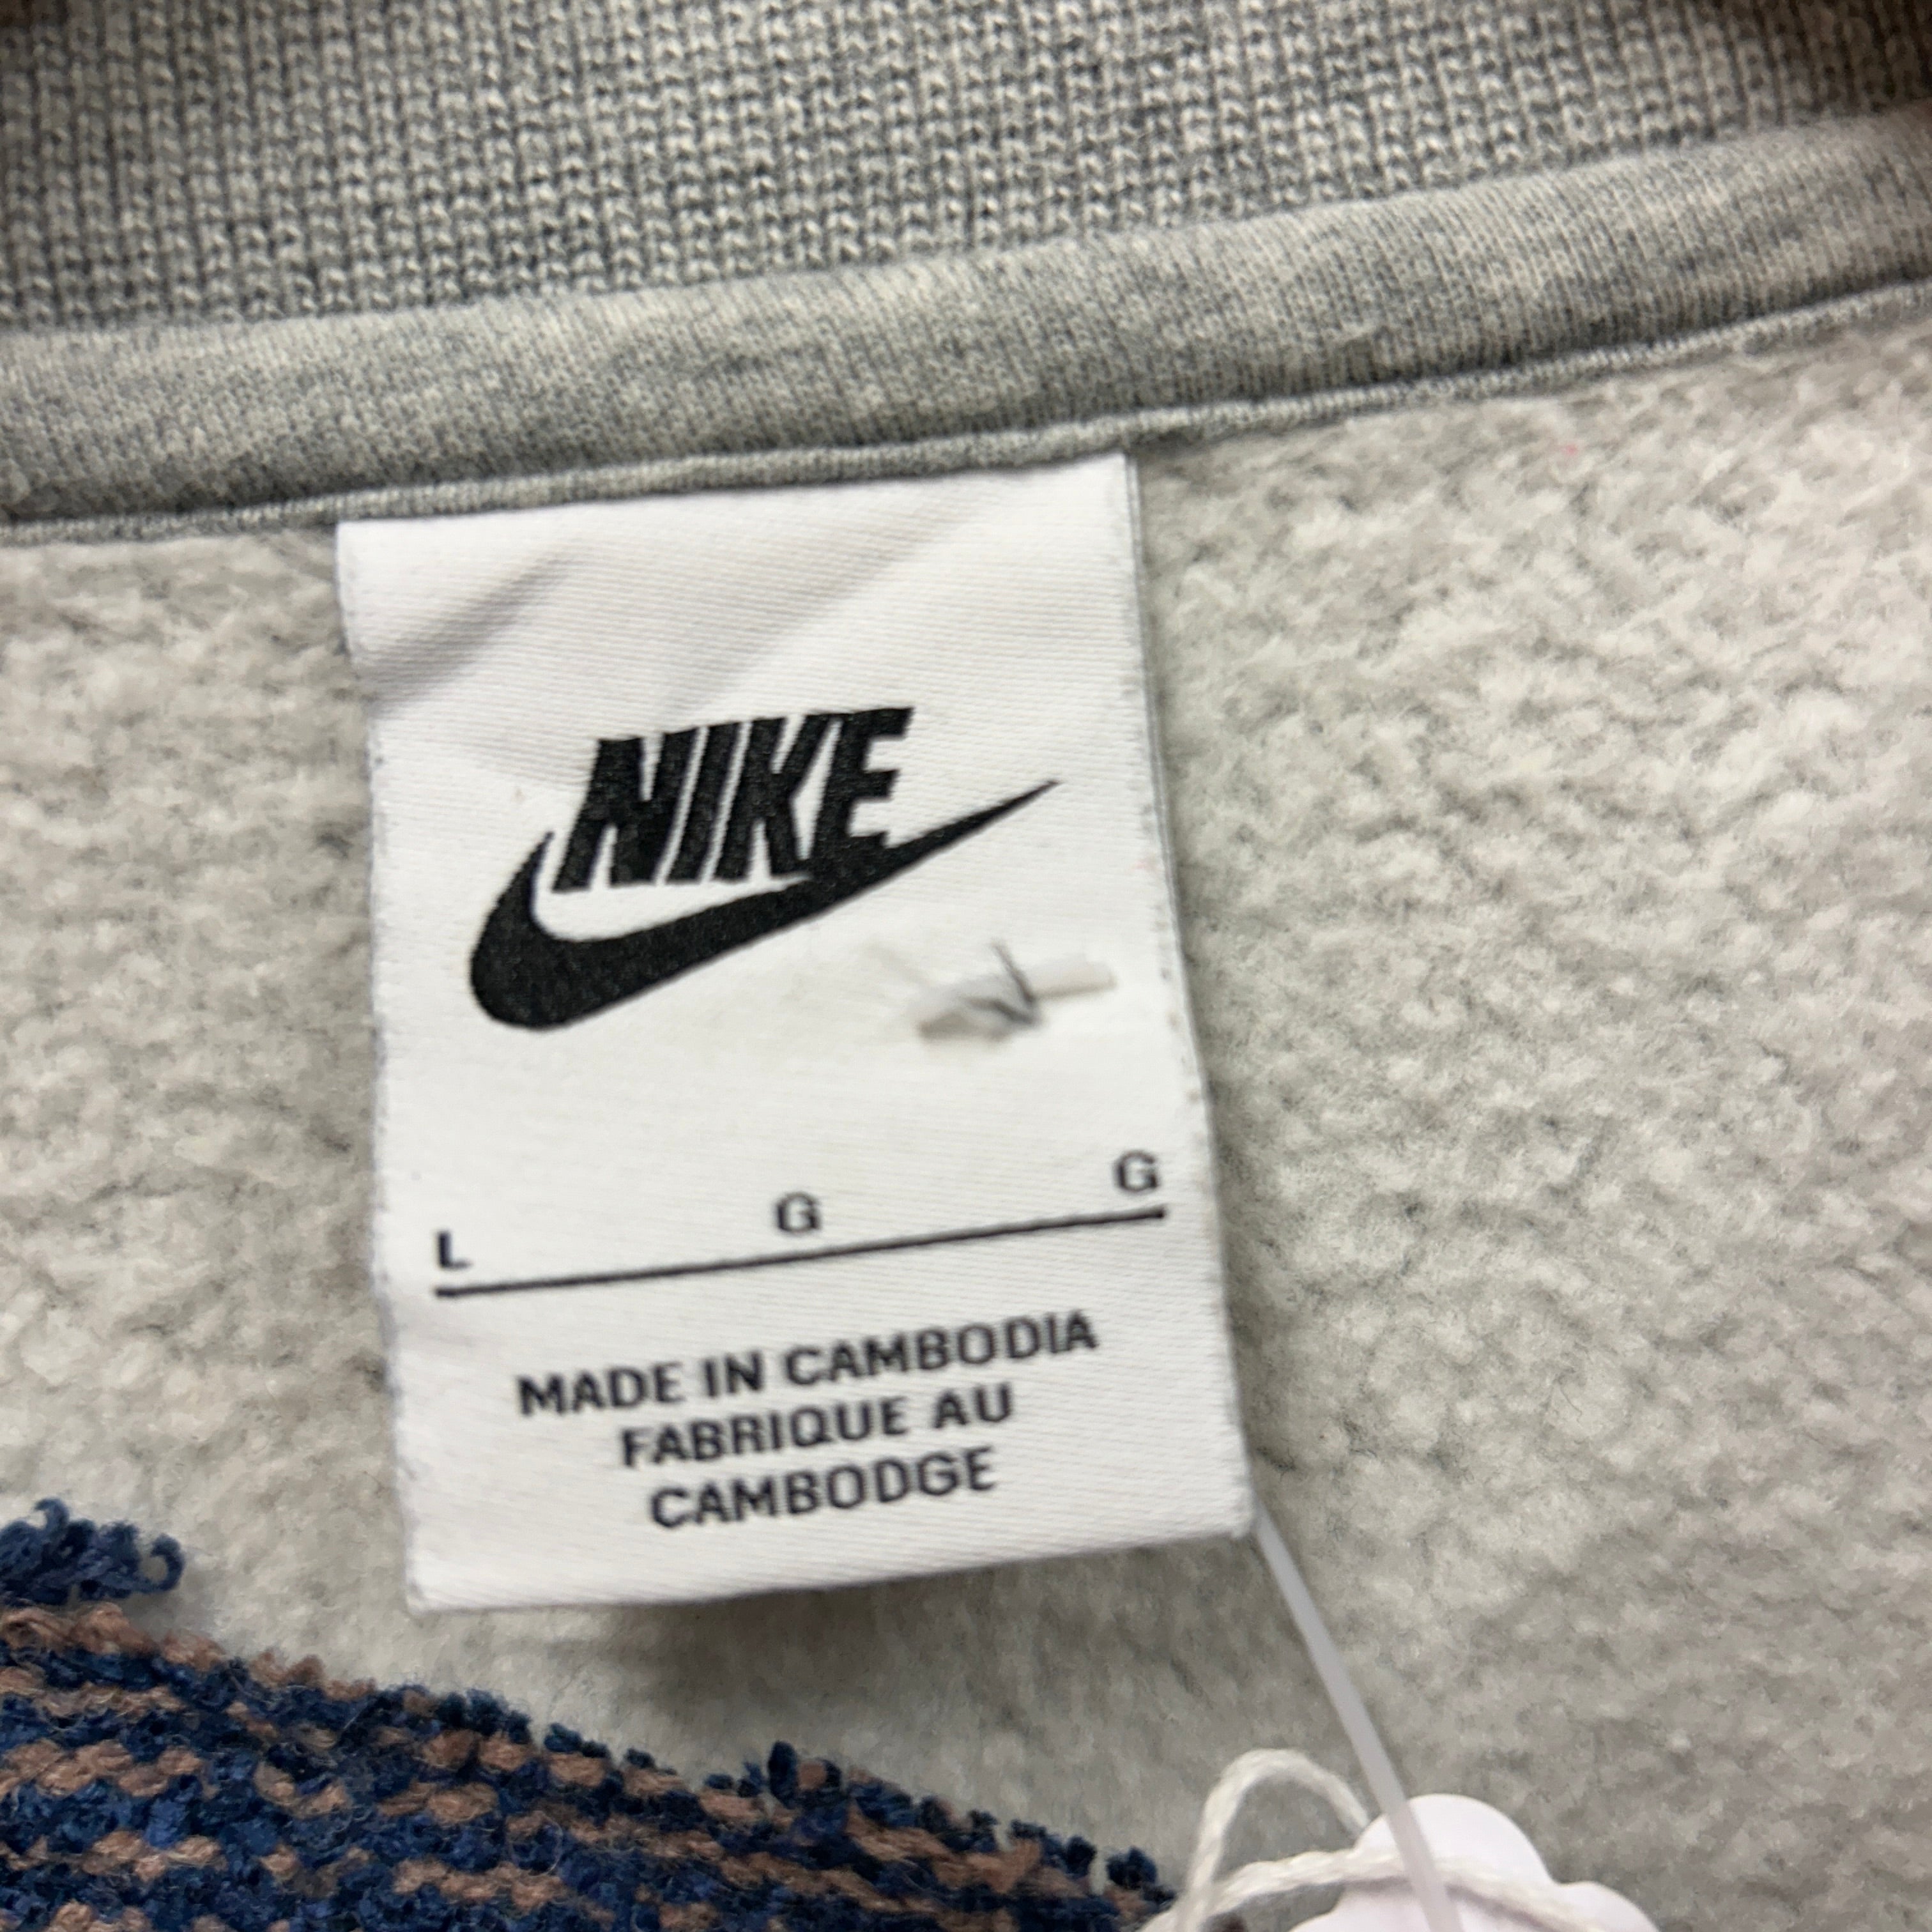 NIKE
L G G
MADE IN CAMBODIA
FABRIQUE AU
CAMBODGE